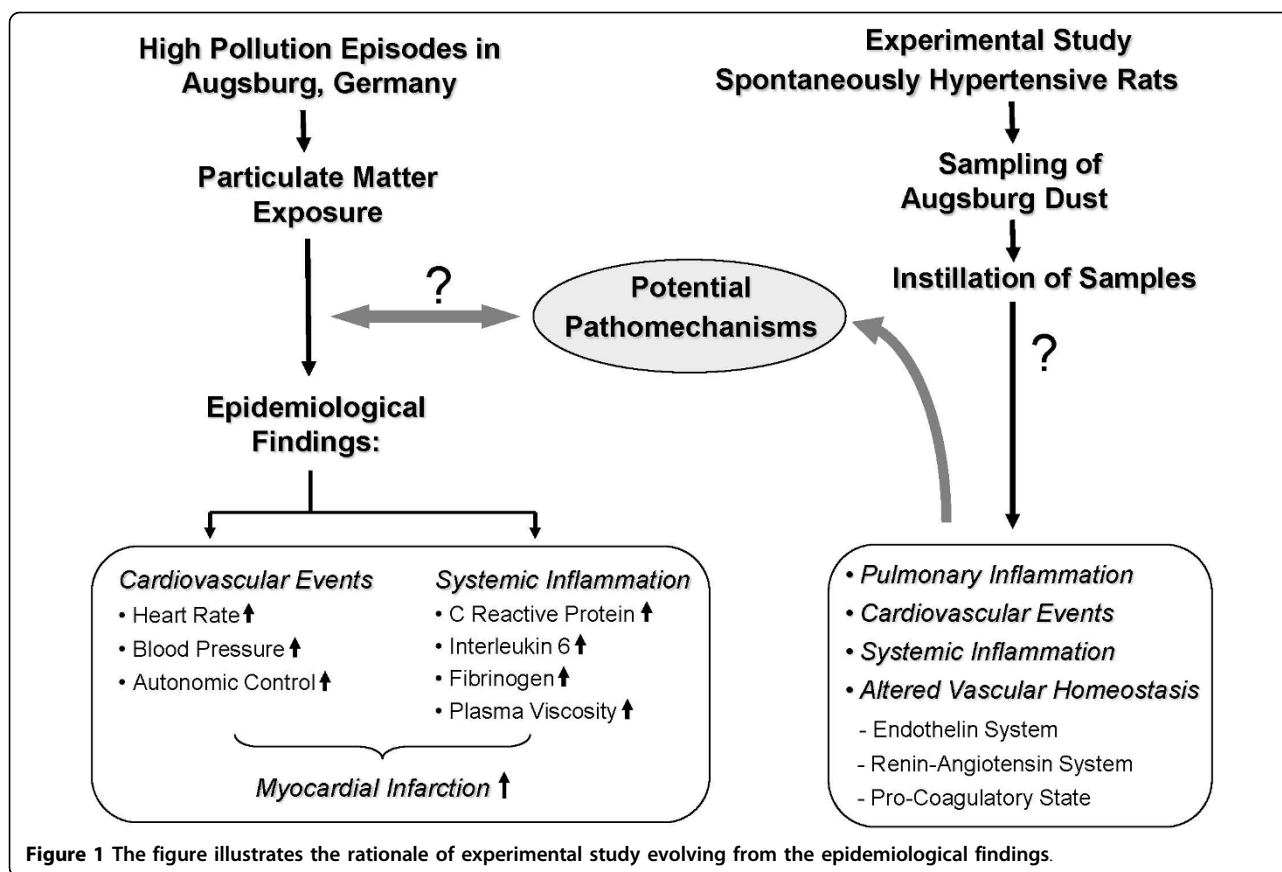 High Pollution Episodes in
Augsburg, Germany
Particulate Matter
Exposure
Epidemiological
Findings:
Cardiovascular Events
• Heart Rate ⬆
• Blood Pressure ⬆
• Autonomic Control ⬆
Systemic Inflammation
• C Reactive Protein ⬆
• Interleukin 6 ⬆
• Fibrinogen ⬆
• Plasma Viscosity ⬆
Myocardial Infarction ⬆
?
Potential
Pathomechanisms
Experimental Study
Spontaneously Hypertensive Rats
Sampling of
Augsburg Dust
Instillation of Samples
?
• Pulmonary Inflammation
• Cardiovascular Events
• Systemic Inflammation
• Altered Vascular Homeostasis
- Endothelin System
- Renin-Angiotensin System
- Pro-Coagulatory State
Figure 1 The figure illustrates the rationale of experimental study evolving from the epidemiological findings.